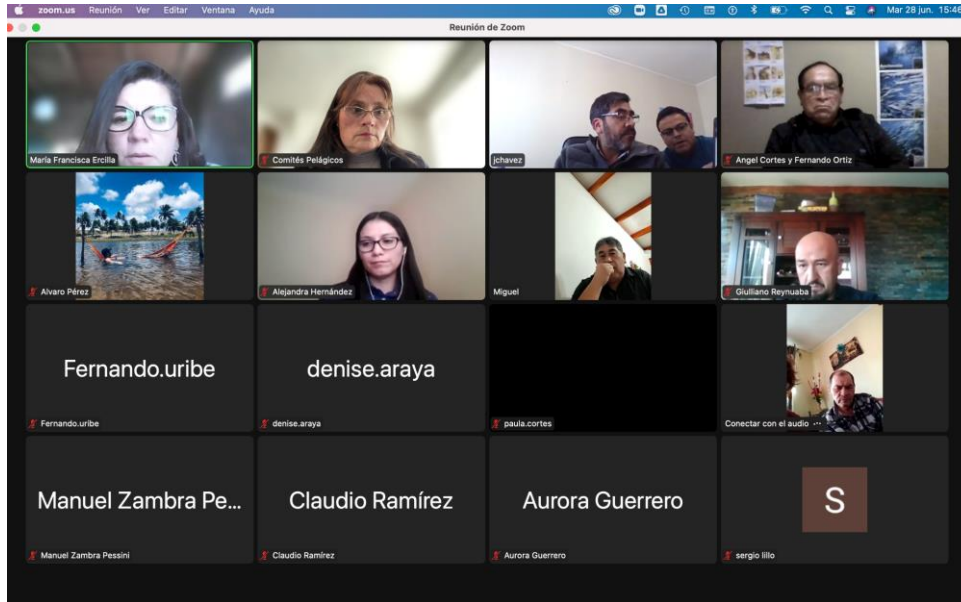 zoom.us Reunión Ver Editar Ventana Ayuda Mar 28 jun. 15:46
Reunión de Zoom
María Francisca Ercilla
Comités Pelágicos
jchavez
Angel Cortes y Fernando Ortiz
Alvaro Pérez
Alejandra Hernández
Miguel
Giulliano Reynuaba
Fernando.uribe
Fernando.uribe
denise.araya
denise.araya
paula.cortes
Conectar con el audio ...
Manuel Zambra Pe...
Manuel Zambra Pessini
Claudio Ramírez
Claudio Ramírez
Aurora Guerrero
Aurora Guerrero
S
sergio lillo